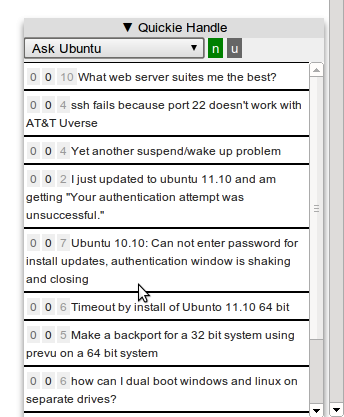 ▼ Quickie Handle
Ask Ubuntu n u
0 0 10 What web server suites me the best?
0 0 4 ssh fails because port 22 doesn't work with
AT&T Uverse
0 0 4 Yet another suspend/wake up problem
0 0 2 I just updated to ubuntu 11.10 and am
getting "Your authentication attempt was
unsuccessful."
0 0 7 Ubuntu 10.10: Can not enter password for
install updates, authentication window is shaking
and closing
0 0 6 Timeout by install of Ubunto 11.10 64 bit
0 0 5 Make a backport for a 32 bit system using
prevu on a 64 bit system
0 0 6 how can I dual boot windows and linux on
separate drives?